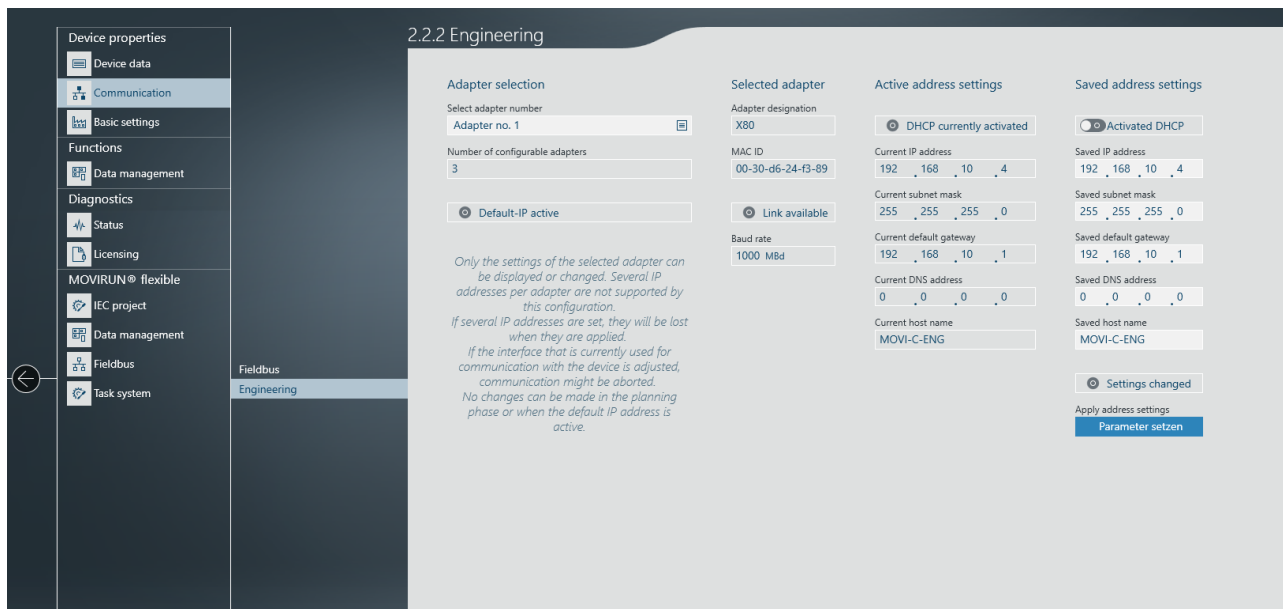 2.2.2 Engineering
Device properties
Device data
Communication
Basic settings
Functions
Data management
Diagnostics
Status
Licensing
MOVIRUN® flexible
IEC project
Data management
Fieldbus
Task system
Fieldbus
Engineering
Adapter selection
Select adapter number
Adapter no. 1
Number of configurable adapters
3
Default-IP active
Only the settings of the selected adapter can
be displayed or changed. Several IP
addresses per adapter are not supported by
this configuration.
If several IP addresses are set, they will be lost
when they are applied.
If the interface that is currently used for
communication with the device is adjusted,
communication might be aborted.
No changes can be made in the planning
phase or when the default IP address is
active.
Selected adapter
Adapter designation
X80
MAC ID
00-30-d6-24-f3-89
Link available
Baud rate
1000 MBd
Active address settings
DHCP currently activated
Current IP address
192 . 168 . 10 . 4
Current subnet mask
255 . 255 . 255 . 0
Current default gateway
192 . 168 . 10 . 1
Current DNS address
0 . 0 . 0 . 0
Current host name
MOVI-C-ENG
Saved address settings
Activated DHCP
Saved IP address
192 . 168 . 10 . 4
Saved subnet mask
255 . 255 . 255 . 0
Saved default gateway
192 . 168 . 10 . 1
Saved DNS address
0 . 0 . 0 . 0
Saved host name
MOVI-C-ENG
Settings changed
Apply address settings
Parameter setzen